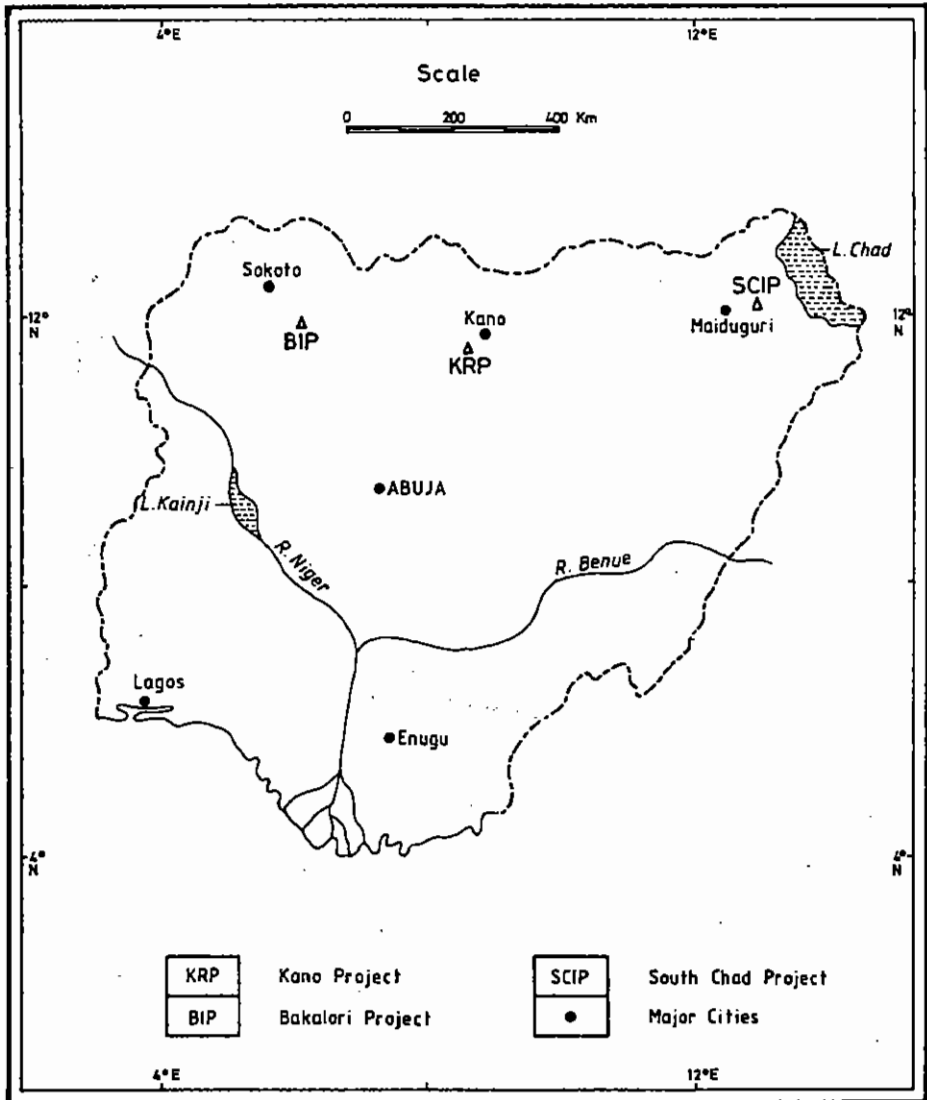 4°E 12°E
Scale
0 200 400 Km
L. Chad
Sokoto
SCIP
12° N
Kano
Maiduguri
12° N
BIP
KRP
ABUJA
L. Kainji
R. Niger
R. Benue
Lagos
Enugu
4° N
4° N
KRP Kano Project
SCIP South Chad Project
BIP Bakalori Project
● Major Cities
4°E 12°E